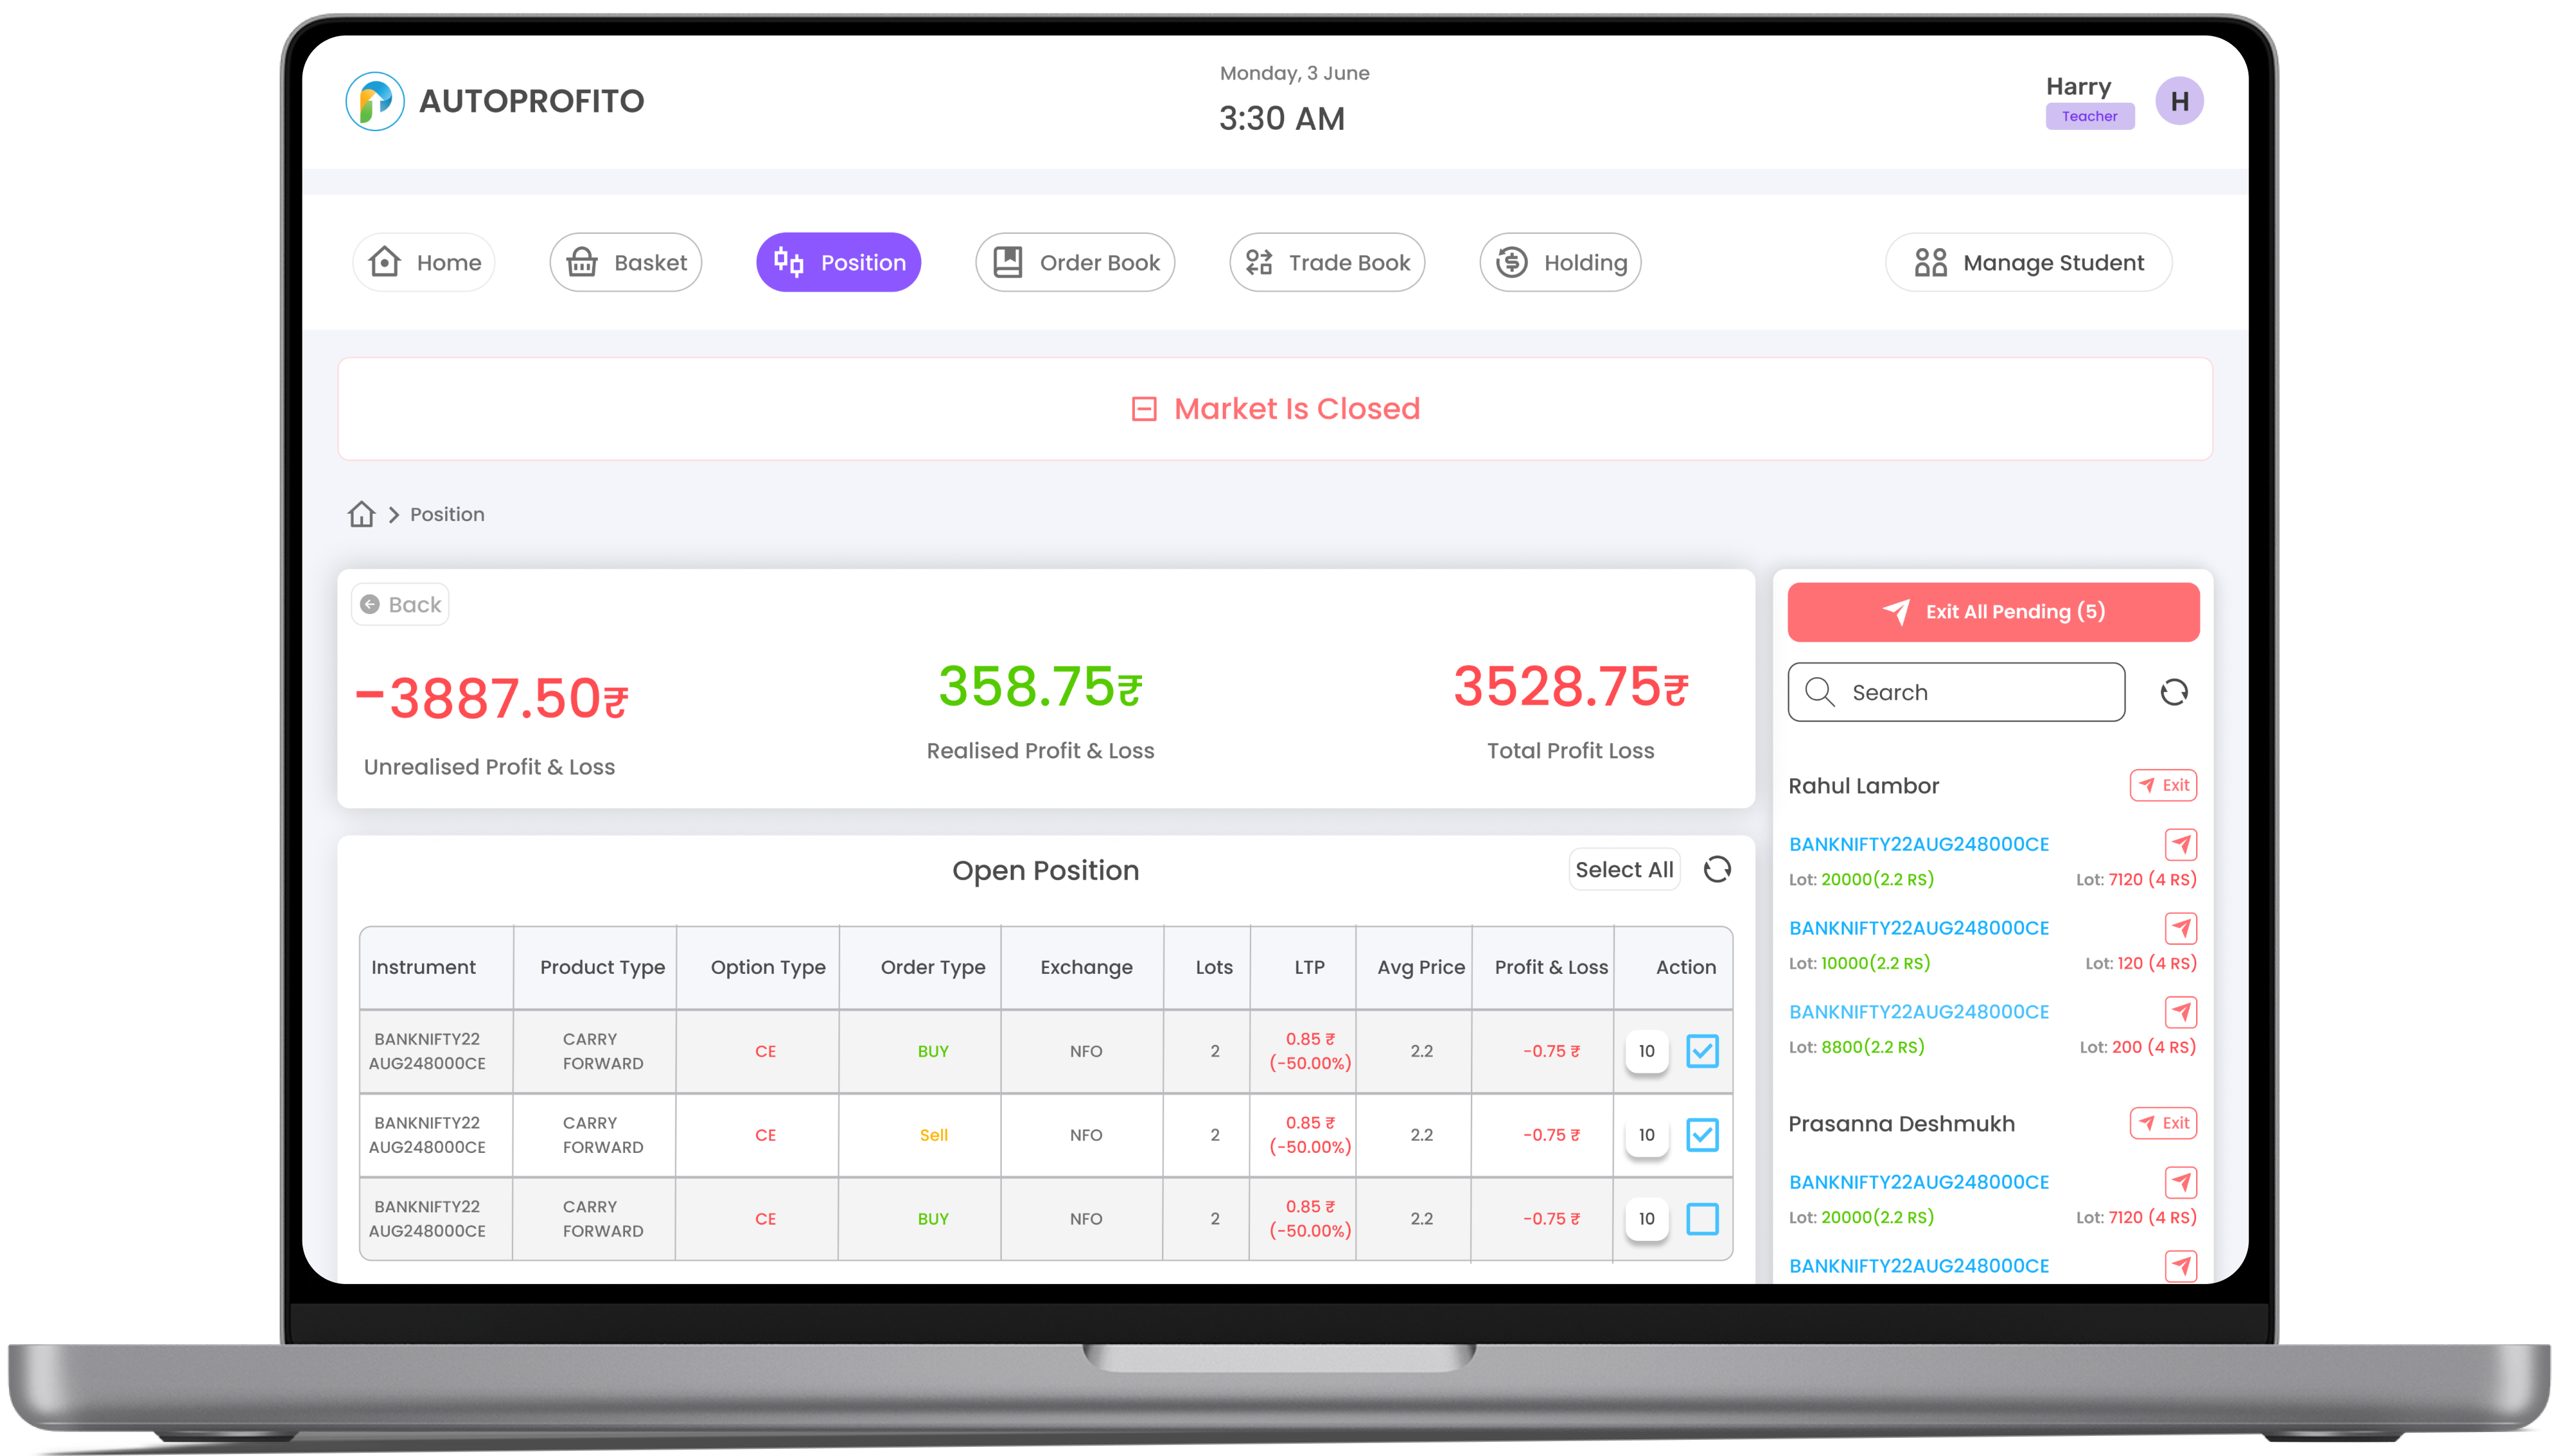 AUTOPROFITO
Monday, 3 June
3:30 AM
Harry
Teacher
H
Home
Basket
Position
Order Book
Trade Book
Holding
Manage Student
Market Is Closed
Position
Back
-3887.50₹
Unrealised Profit & Loss
358.75₹
Realised Profit & Loss
3528.75₹
Total Profit Loss
Open Position
Select All
Instrument Product Type Option Type Order Type Exchange Lots LTP Avg Price Profit & Loss Action
BANKNIFTY22 CARRY 0.85 ₹
CE BUY NFO 2 2.2 -0.75 ₹ 10
AUG248000CE FORWARD (-50.00%)
BANKNIFTY22 CARRY 0.85 ₹
CE Sell NFO 2 2.2 -0.75 ₹ 10
AUG248000CE FORWARD (-50.00%)
BANKNIFTY22 CARRY 0.85 ₹
CE BUY NFO 2 2.2 -0.75 ₹ 10
AUG248000CE FORWARD (-50.00%)
Exit All Pending (5)
Search
Rahul Lambor Exit
BANKNIFTY22AUG248000CE
Lot: 20000(2.2 RS) Lot: 7120 (4 RS)
BANKNIFTY22AUG248000CE
Lot: 10000(2.2 RS) Lot: 120 (4 RS)
BANKNIFTY22AUG248000CE
Lot: 8800(2.2 RS) Lot: 200 (4 RS)
Prasanna Deshmukh Exit
BANKNIFTY22AUG248000CE
Lot: 20000(2.2 RS) Lot: 7120 (4 RS)
BANKNIFTY22AUG248000CE